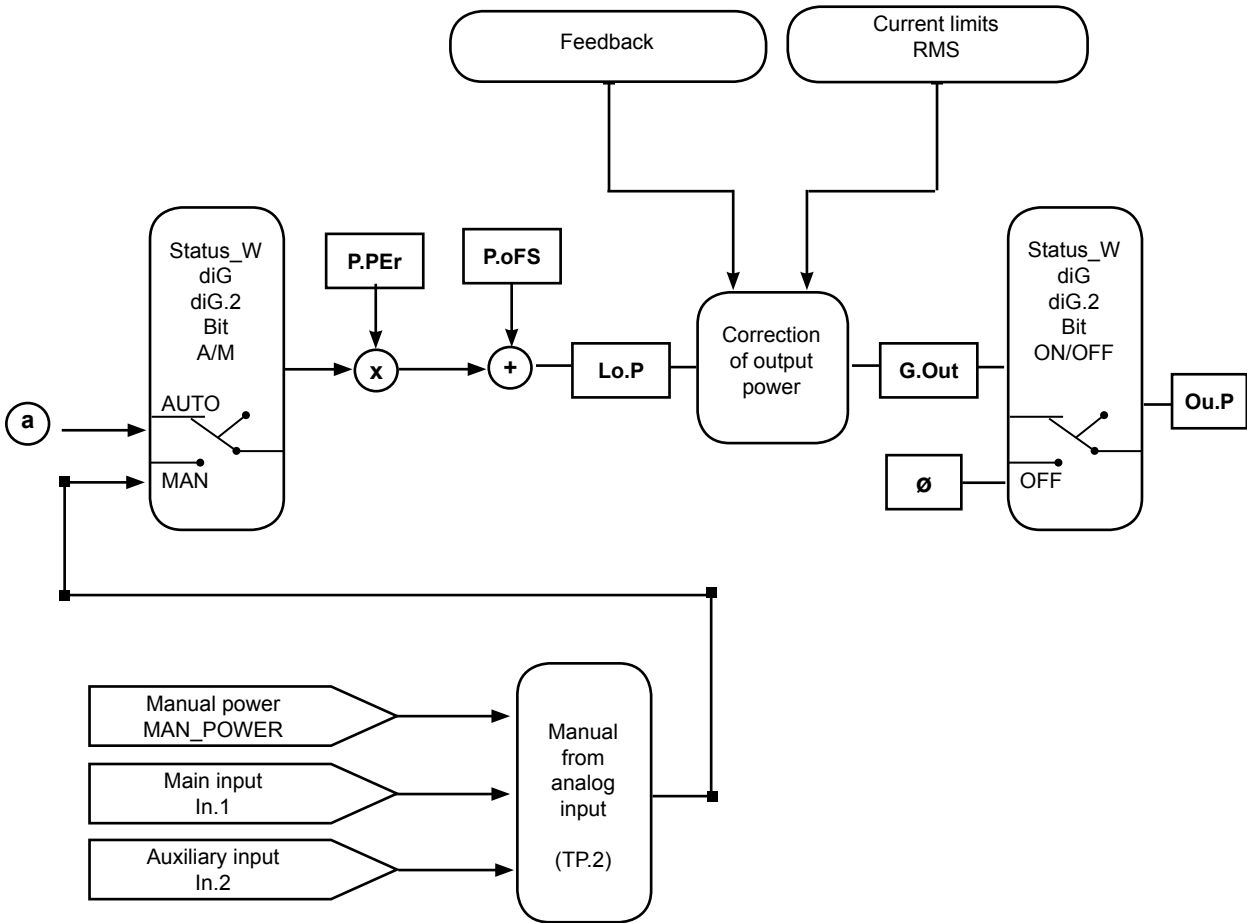 Feedback
Current limits
RMS
Status_W
diG
diG.2
Bit
A/M
AUTO
MAN
a
P.PEr
x
P.oFS
+
Lo.P
Correction
of output
power
G.Out
Status_W
diG
diG.2
Bit
ON/OFF
OFF
ø
Ou.P
Manual power
MAN_POWER
Main input
In.1
Auxiliary input
In.2
Manual
from
analog
input
(TP.2)